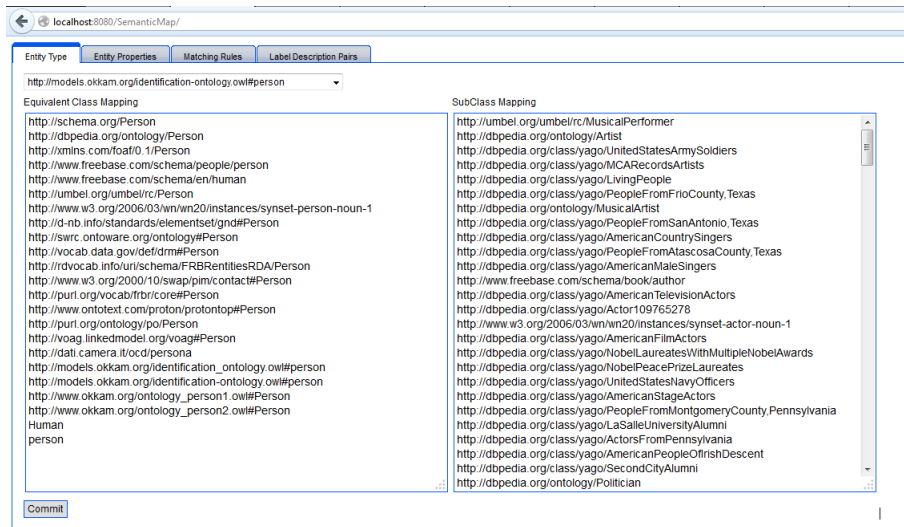 localhost:8080/SemanticMap/
Entity Type
Entity Properties
Matching Rules
Label Description Pairs
http://models.okkam.org/identification-ontology.owl#person
Equivalent Class Mapping
http://schema.org/Person
http://dbpedia.org/ontology/Person
http://xmlns.com/foaf/0.1/Person
http://www.freebase.com/schema/people/person
http://www.freebase.com/schema/en/human
http://umbel.org/umbel/rc/Person
http://www.w3.org/2006/03/wn/wn20/instances/synset-person-noun-1
http://d-nb.info/standards/elementset/gnd#Person
http://swrc.ontoware.org/ontology#Person
http://vocab.data.gov/def/drm#Person
http://rdvocab.info/uri/schema/FRBRentitiesRDA/Person
http://www.w3.org/2000/10/swap/pim/contact#Person
http://purl.org/vocab/frbr/core#Person
http://www.ontotext.com/proton/protontop#Person
http://purl.org/ontology/po/Person
http://voag.linkedmodel.org/voag#Person
http://dati.camera.it/ocd/persona
http://models.okkam.org/identification_ontology.owl#person
http://models.okkam.org/identification-ontology.owl#person
http://www.okkam.org/ontology_person1.owl#Person
http://www.okkam.org/ontology_person2.owl#Person
Human
person
SubClass Mapping
http://umbel.org/umbel/rc/MusicalPerformer
http://dbpedia.org/ontology/Artist
http://dbpedia.org/class/yago/UnitedStatesArmySoldiers
http://dbpedia.org/class/yago/MCARecordsArtists
http://dbpedia.org/class/yago/LivingPeople
http://dbpedia.org/class/yago/PeopleFromFrioCounty,Texas
http://dbpedia.org/ontology/MusicalArtist
http://dbpedia.org/class/yago/PeopleFromSanAntonio,Texas
http://dbpedia.org/class/yago/AmericanCountrySingers
http://dbpedia.org/class/yago/PeopleFromAtascosaCounty,Texas
http://dbpedia.org/class/yago/AmericanMaleSingers
http://www.freebase.com/schema/book/author
http://dbpedia.org/class/yago/AmericanTelevisionActors
http://dbpedia.org/class/yago/Actor109765278
http://www.w3.org/2006/03/wn/wn20/instances/synset-actor-noun-1
http://dbpedia.org/class/yago/AmericanFilmActors
http://dbpedia.org/class/yago/NobelLaureatesWithMultipleNobelAwards
http://dbpedia.org/class/yago/NobelPeacePrizeLaureates
http://dbpedia.org/class/yago/UnitedStatesNavyOfficers
http://dbpedia.org/class/yago/AmericanStageActors
http://dbpedia.org/class/yago/PeopleFromMontgomeryCounty,Pennsylvania
http://dbpedia.org/class/yago/LaSalleUniversityAlumni
http://dbpedia.org/class/yago/ActorsFromPennsylvania
http://dbpedia.org/class/yago/AmericanPeopleOfIrishDescent
http://dbpedia.org/class/yago/SecondCityAlumni
http://dbpedia.org/ontology/Politician
Commit